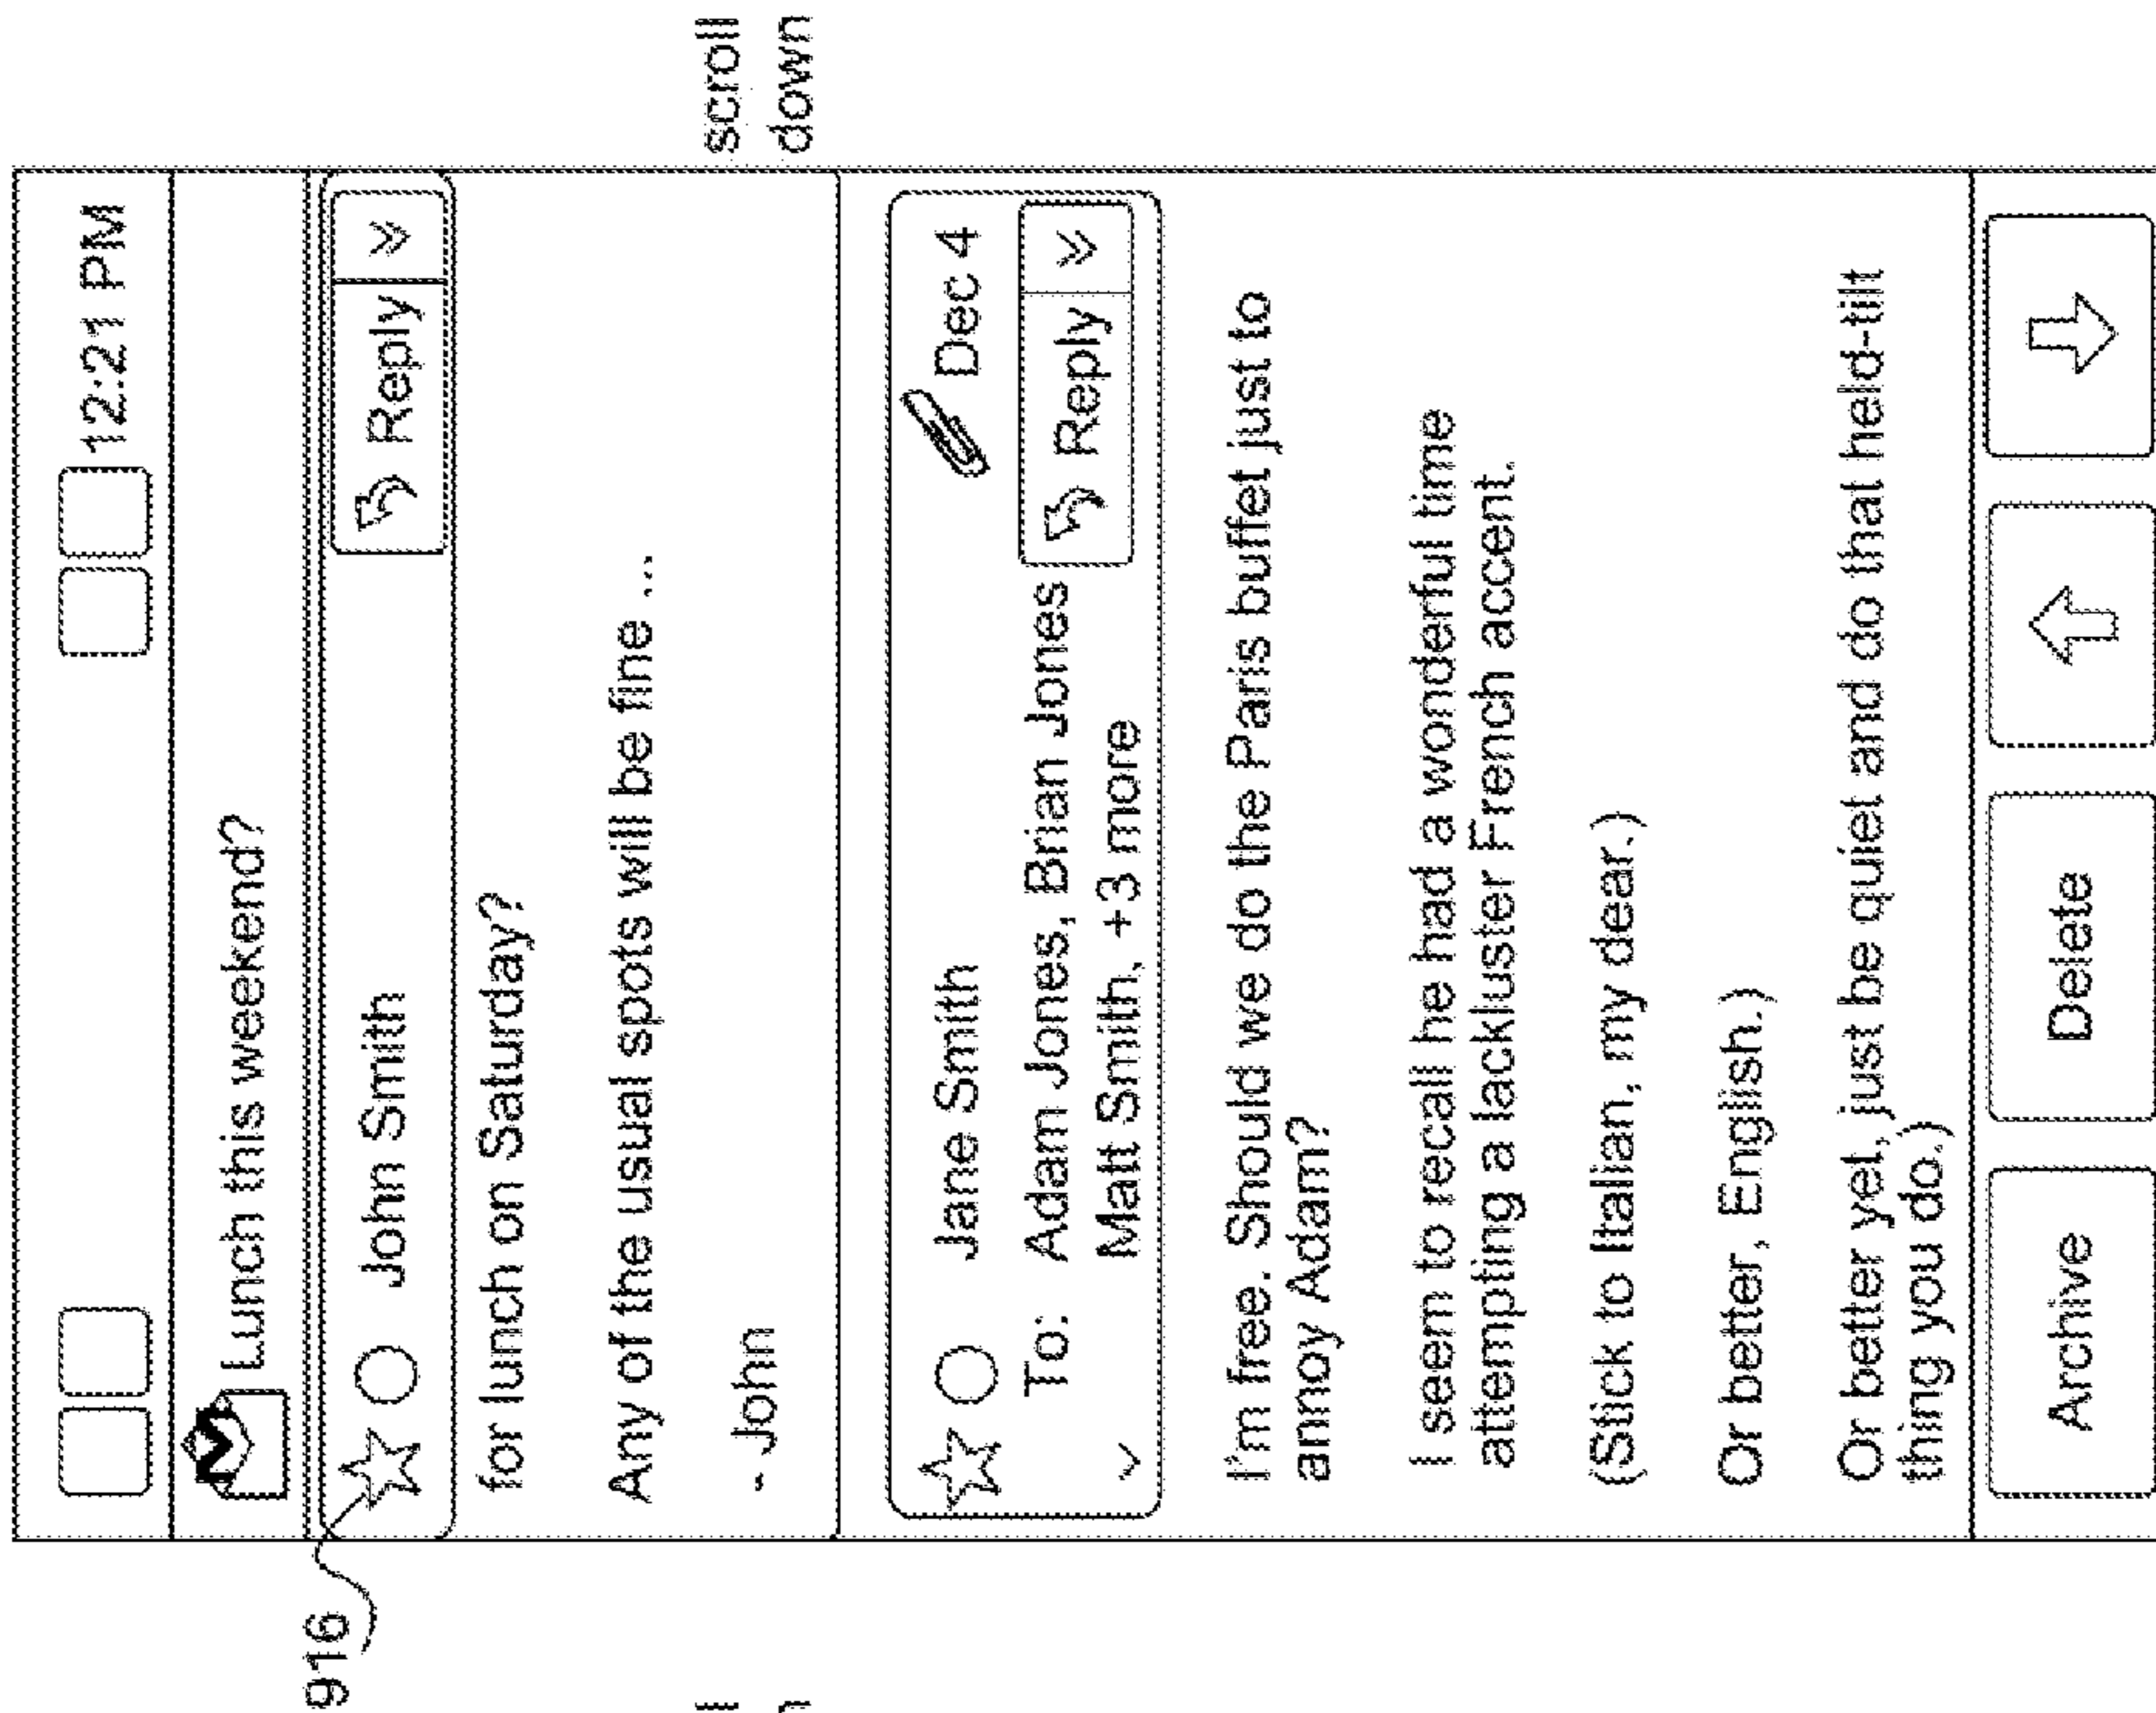 12:21 PM
Lunch this weekend?
916
John Smith
Reply
for lunch on Saturday?
Any of the usual spots will be fine ...
- John
scroll
down
Jane Smith
Dec 4
To: Adam Jones, Brian Jones
Matt Smith, +3 more
Reply
I'm free. Should we do the Paris buffet just to
annoy Adam?
I seem to recall he had a wonderful time
attempting a lackluster French accent.
(Stick to Italian, my dear.)
Or better, English.)
Or better yet, just be quiet and do that held-tilt
thing you do.)
Archive
Delete